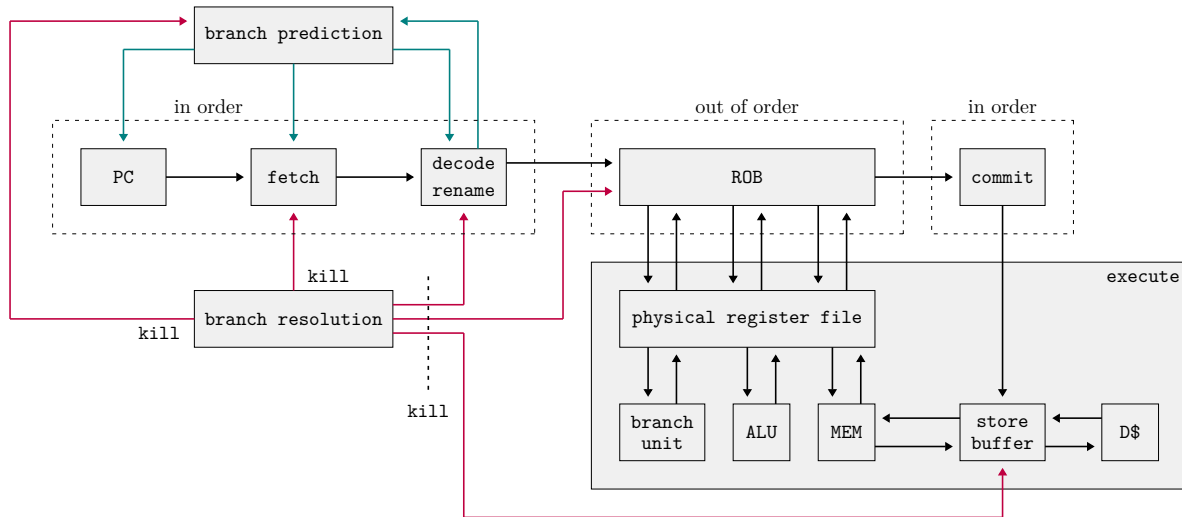 branch prediction
in order
out of order
in order
PC
fetch
decode
rename
ROB
commit
kill
execute
branch resolution
physical register file
kill
kill
branch
unit
ALU
MEM
store
buffer
D$